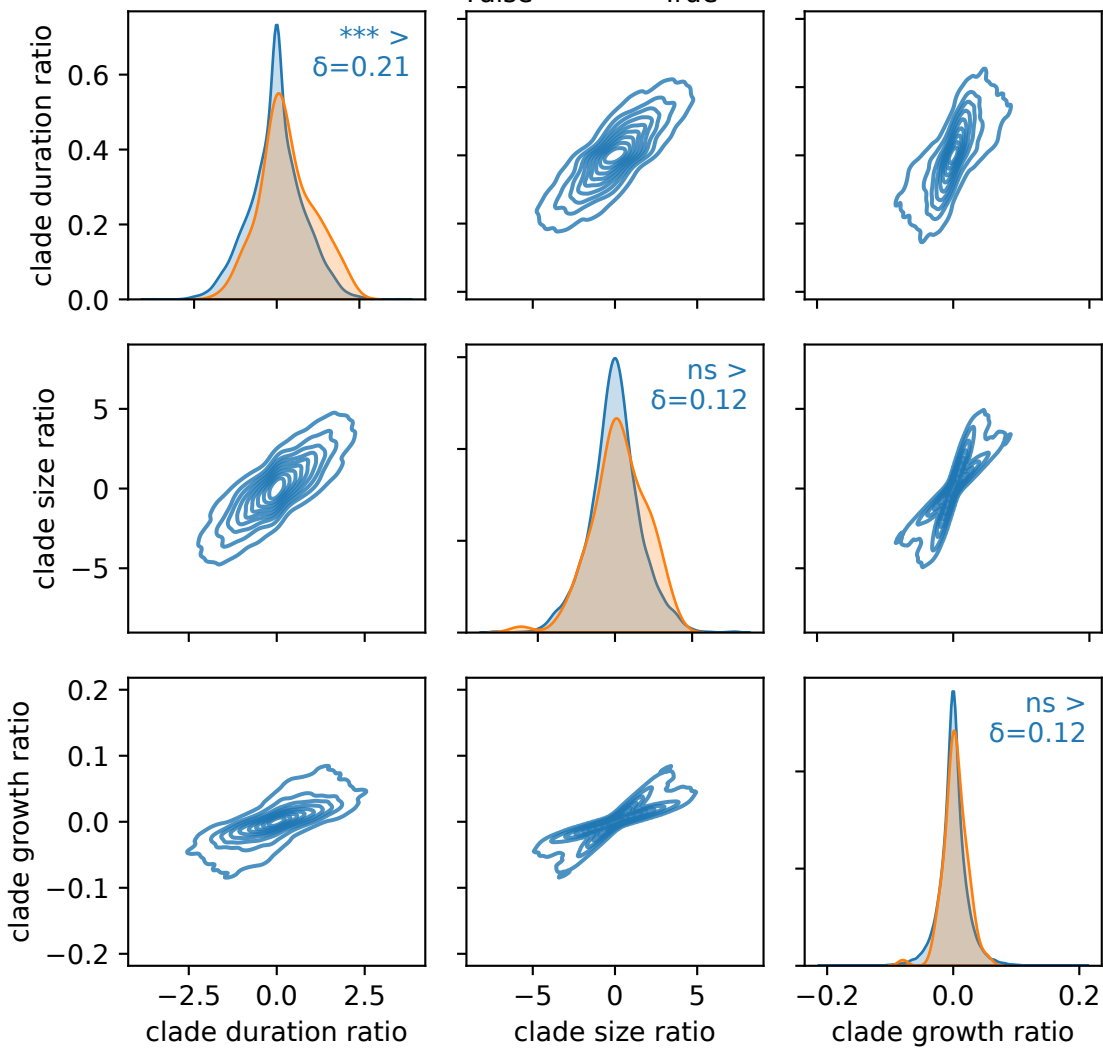 clade duration ratio
0.6
0.4
0.2
0.0
*** >
δ=0.21
clade size ratio
5
0
−5
ns >
δ=0.12
clade growth ratio
0.2
0.1
0.0
−0.1
−0.2
ns >
δ=0.12
−2.5 0.0 2.5
clade duration ratio
−5 0 5
clade size ratio
−0.2 0.0 0.2
clade growth ratio